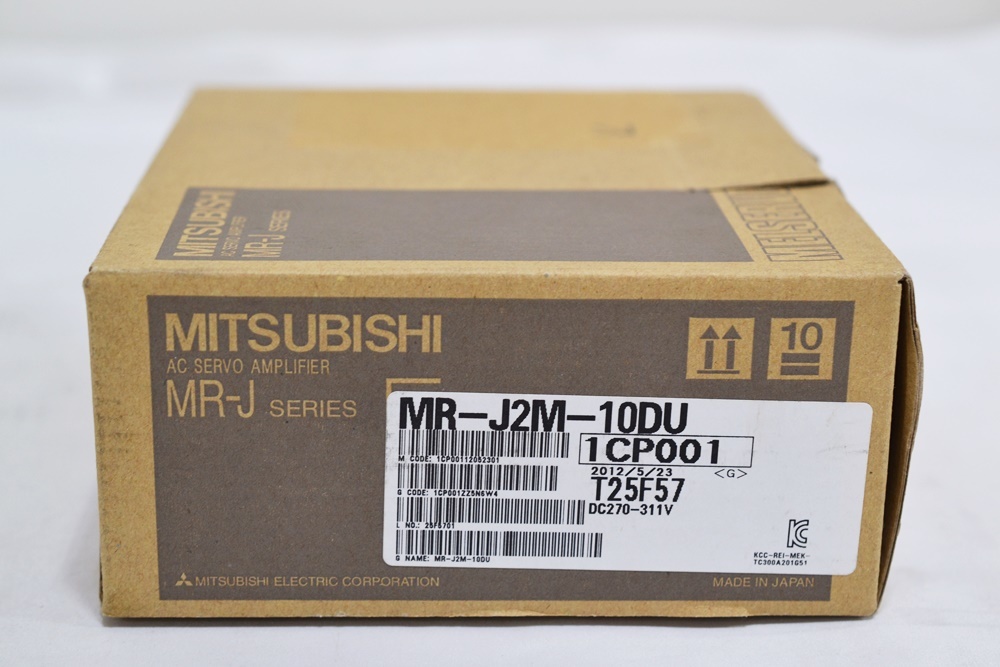 MITSUBISHI
AC SERVO AMPLIFIER
MR-J SERIES
MELSERVO
MITSUBISHI
AC SERVO AMPLIFIER
MR-J SERIES
10
MR-J2M-10DU
1CP001
M CODE: 1CP00112052301
2012/5/23 <G>
T25F57
G CODE: 1CP001ZZ5N6W4
DC270-311V
L NO.: 25F5701
G NAME: MR-J2M-10DU
KCC-REI-MEK-
TC300A201G51
MITSUBISHI ELECTRIC CORPORATION
MADE IN JAPAN